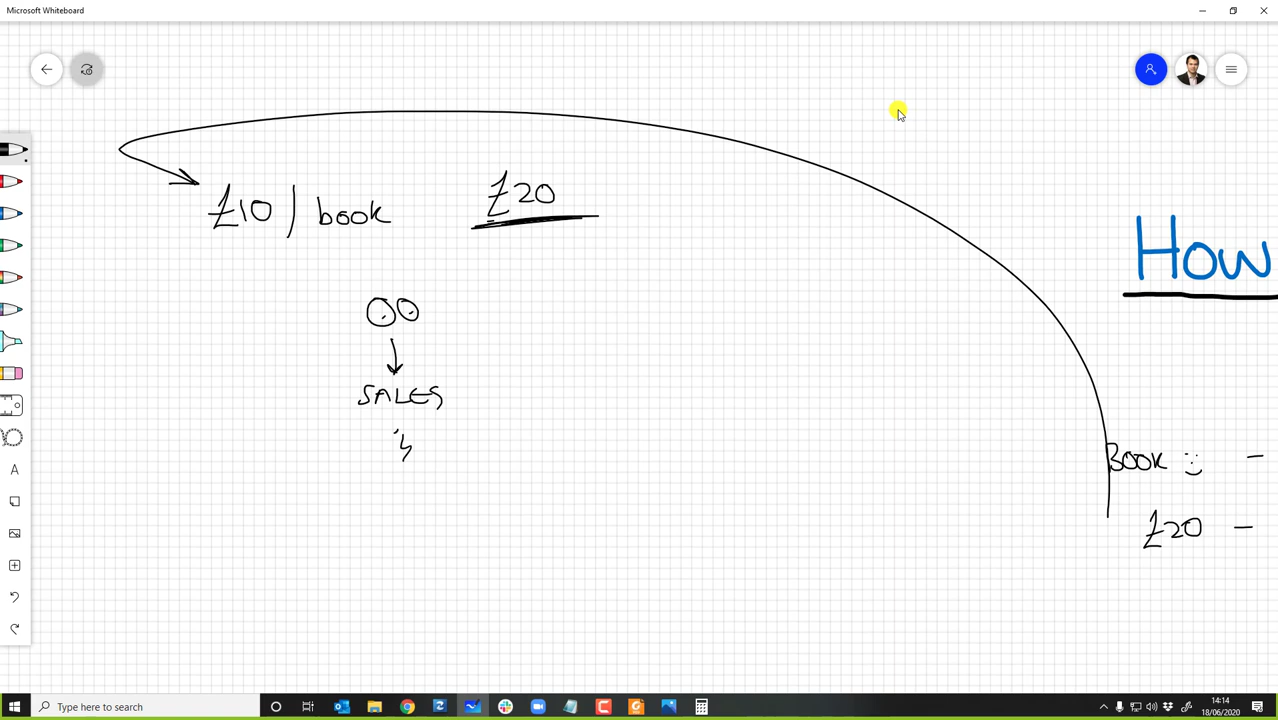 Microsoft Whiteboard
£10 / book £20
How
SALES
Book :) -
£20 -
A
Type here to search
14:14
18/06/2020